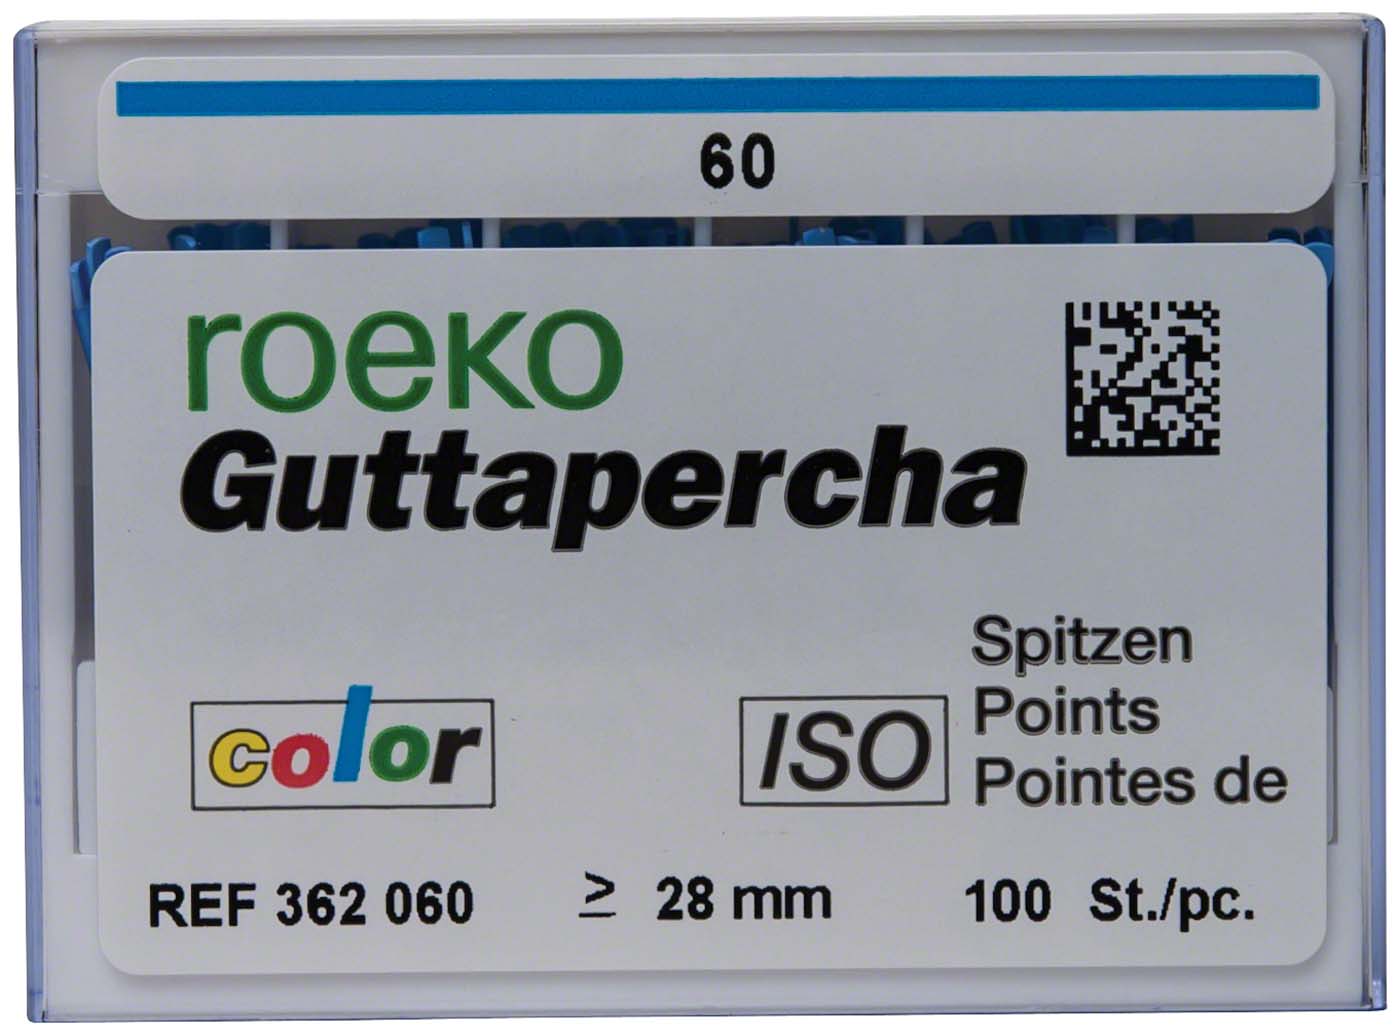 60
roeko
Guttapercha
Spitzen
Points
Pointes de
color
ISO
REF 362 060 ≥ 28 mm 100 St./pc.